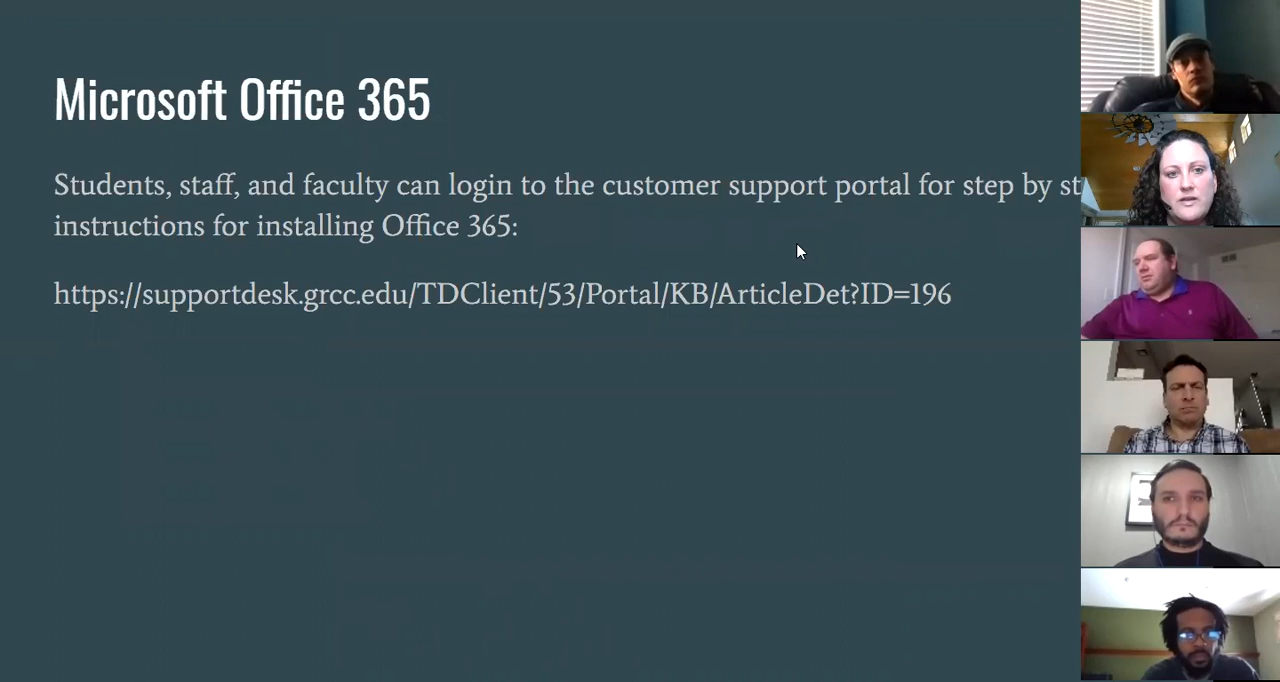 Microsoft Office 365
Students, staff, and faculty can login to the customer support portal for step by
instructions for installing Office 365:
https://supportdesk.grcc.edu/TDClient/53/Portal/KB/ArticleDet?ID=196